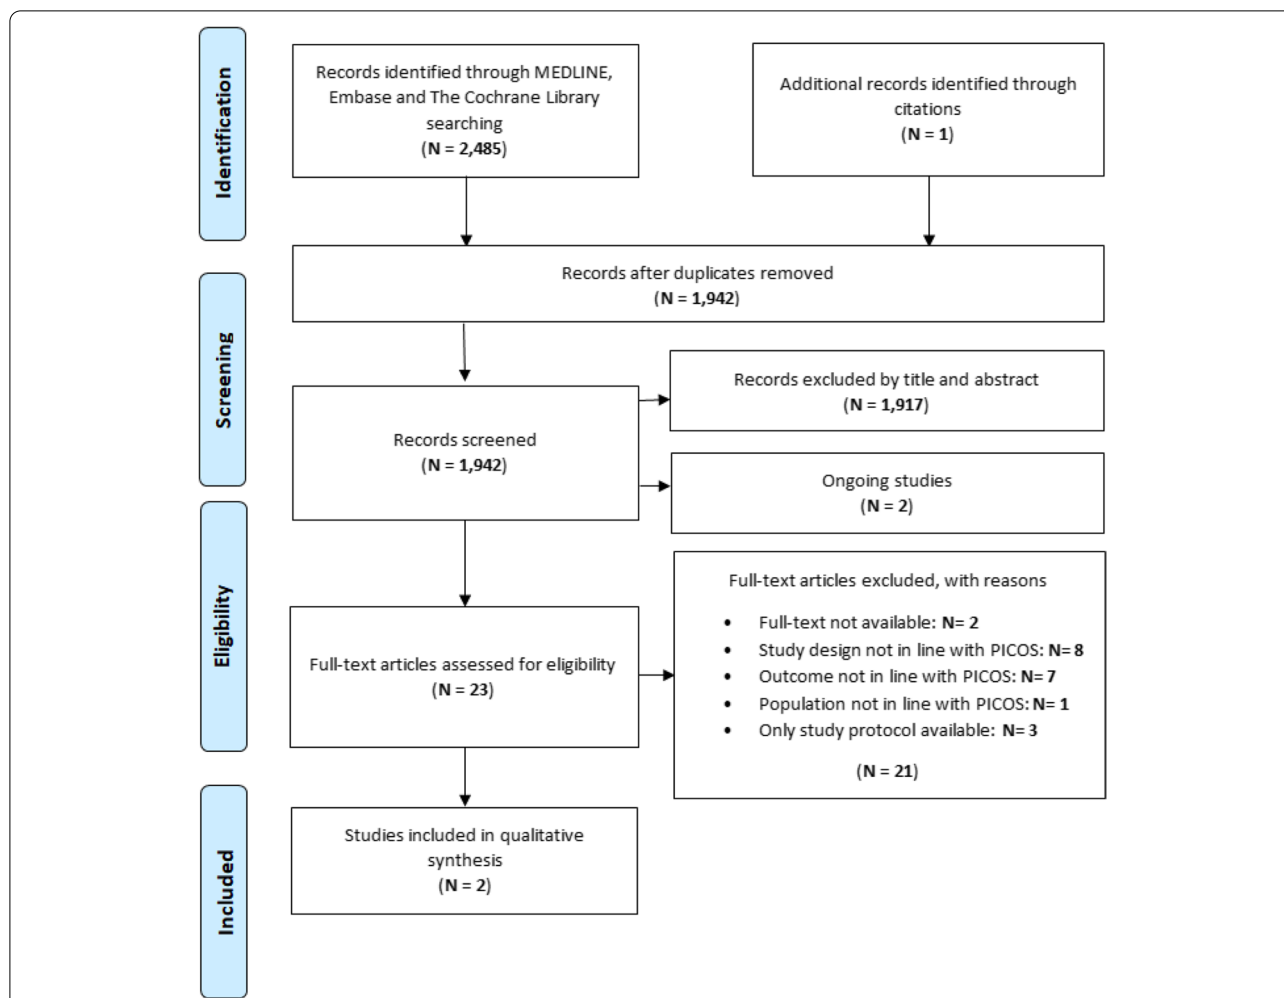 Identification
Records identified through MEDLINE,
Embase and The Cochrane Library
searching
(N = 2,485)
Additional records identified through
citations
(N = 1)
Records after duplicates removed
(N = 1,942)
Screening
Records screened
(N = 1,942)
Records excluded by title and abstract
(N = 1,917)
Ongoing studies
(N = 2)
Eligibility
Full-text articles assessed for eligibility
(N = 23)
Full-text articles excluded, with reasons
• Full-text not available: N= 2
• Study design not in line with PICOS: N= 8
• Outcome not in line with PICOS: N= 7
• Population not in line with PICOS: N= 1
• Only study protocol available: N= 3
(N = 21)
Included
Studies included in qualitative
synthesis
(N = 2)